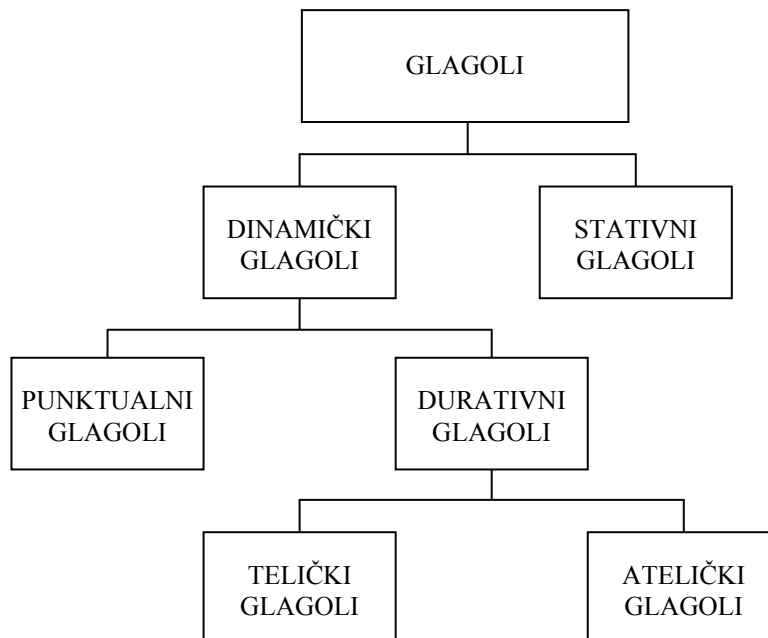 GLAGOLI
DINAMIČKI
GLAGOLI
STATIVNI
GLAGOLI
PUNKTUALNI
GLAGOLI
DURATIVNI
GLAGOLI
TELIČKI
GLAGOLI
ATELIČKI
GLAGOLI